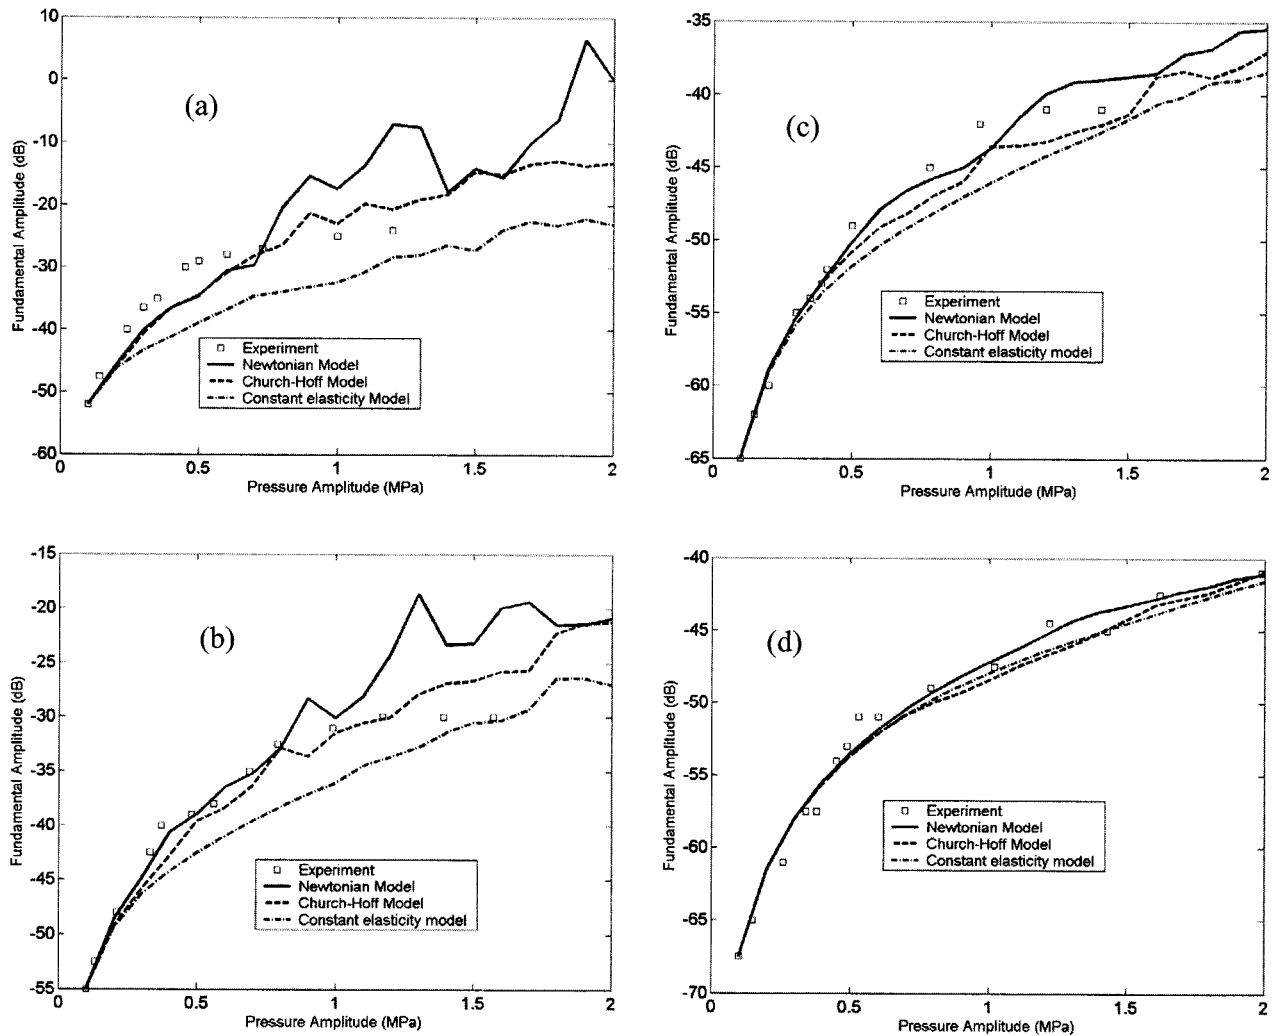 10
0
-10
-20
-30
-40
-50
-60
Fundamental Amplitude (dB)
(a)
Experiment
Newtonian Model
Church-Hoff Model
Constant elasticity Model
0 0.5 1 1.5 2
Pressure Amplitude (MPa)
-35
-40
-45
-50
-55
-60
-65
Fundamental Amplitude (dB)
(c)
Experiment
Newtonian Model
Church-Hoff Model
Constant elasticity model
0 0.5 1 1.5 2
Pressure Amplitude (MPa)
-15
-20
-25
-30
-35
-40
-45
-50
-55
Fundamental Amplitude (dB)
(b)
Experiment
Newtonian Model
Church-Hoff Model
Constant elasticity model
0 0.5 1 1.5 2
Pressure Amplitude (MPa)
-40
-45
-50
-55
-60
-65
-70
Fundamental Amplitude (dB)
(d)
Experiment
Newtonian Model
Church-Hoff Model
Constant elasticity model
0 0.5 1 1.5 2
Pressure Amplitude (MPa)